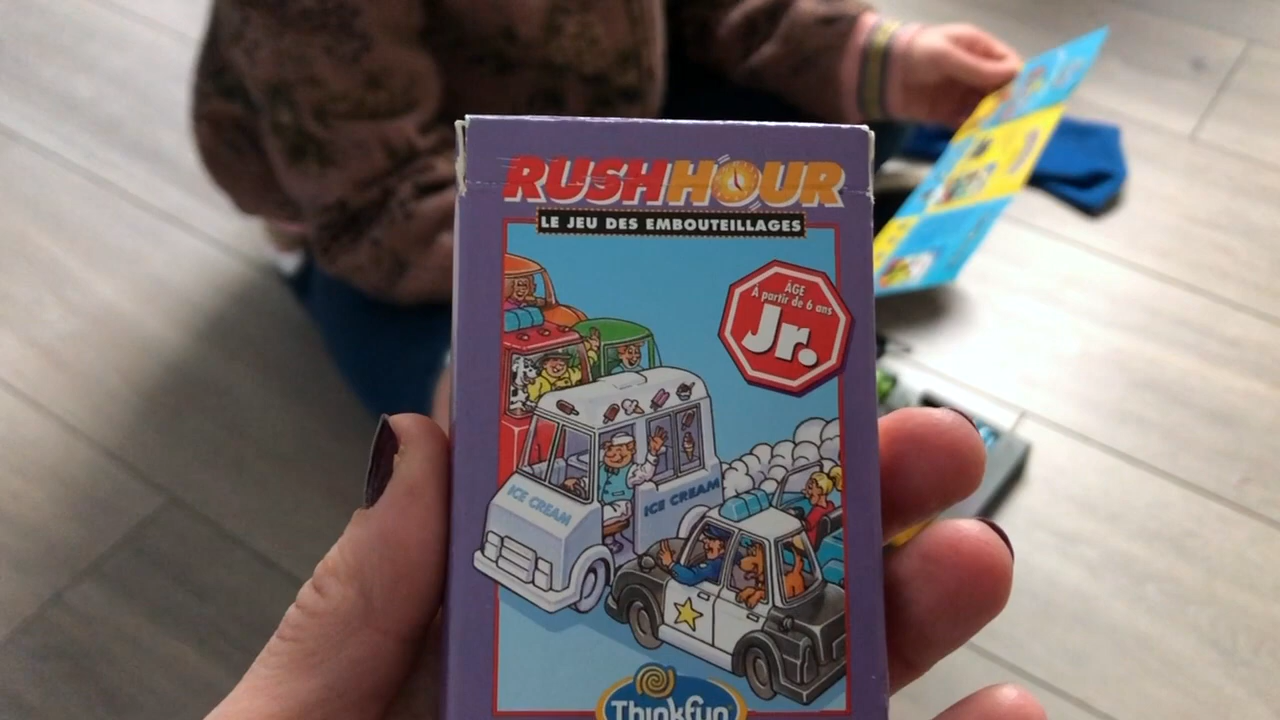 RUSH HOUR
LE JEU DES EMBOUTEILLAGES
ÂGE
À partir de 6 ans
Jr.
ICE CREAM
ICE CREAM
Thinkfun